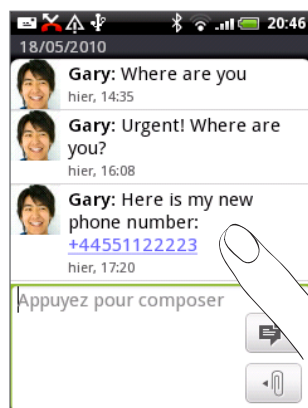 20:46
18/05/2010
Gary: Where are you
hier, 14:35
Gary: Urgent! Where are
you?
hier, 16:08
Gary: Here is my new
phone number:
+44551122223
hier, 17:20
Appuyez pour composer